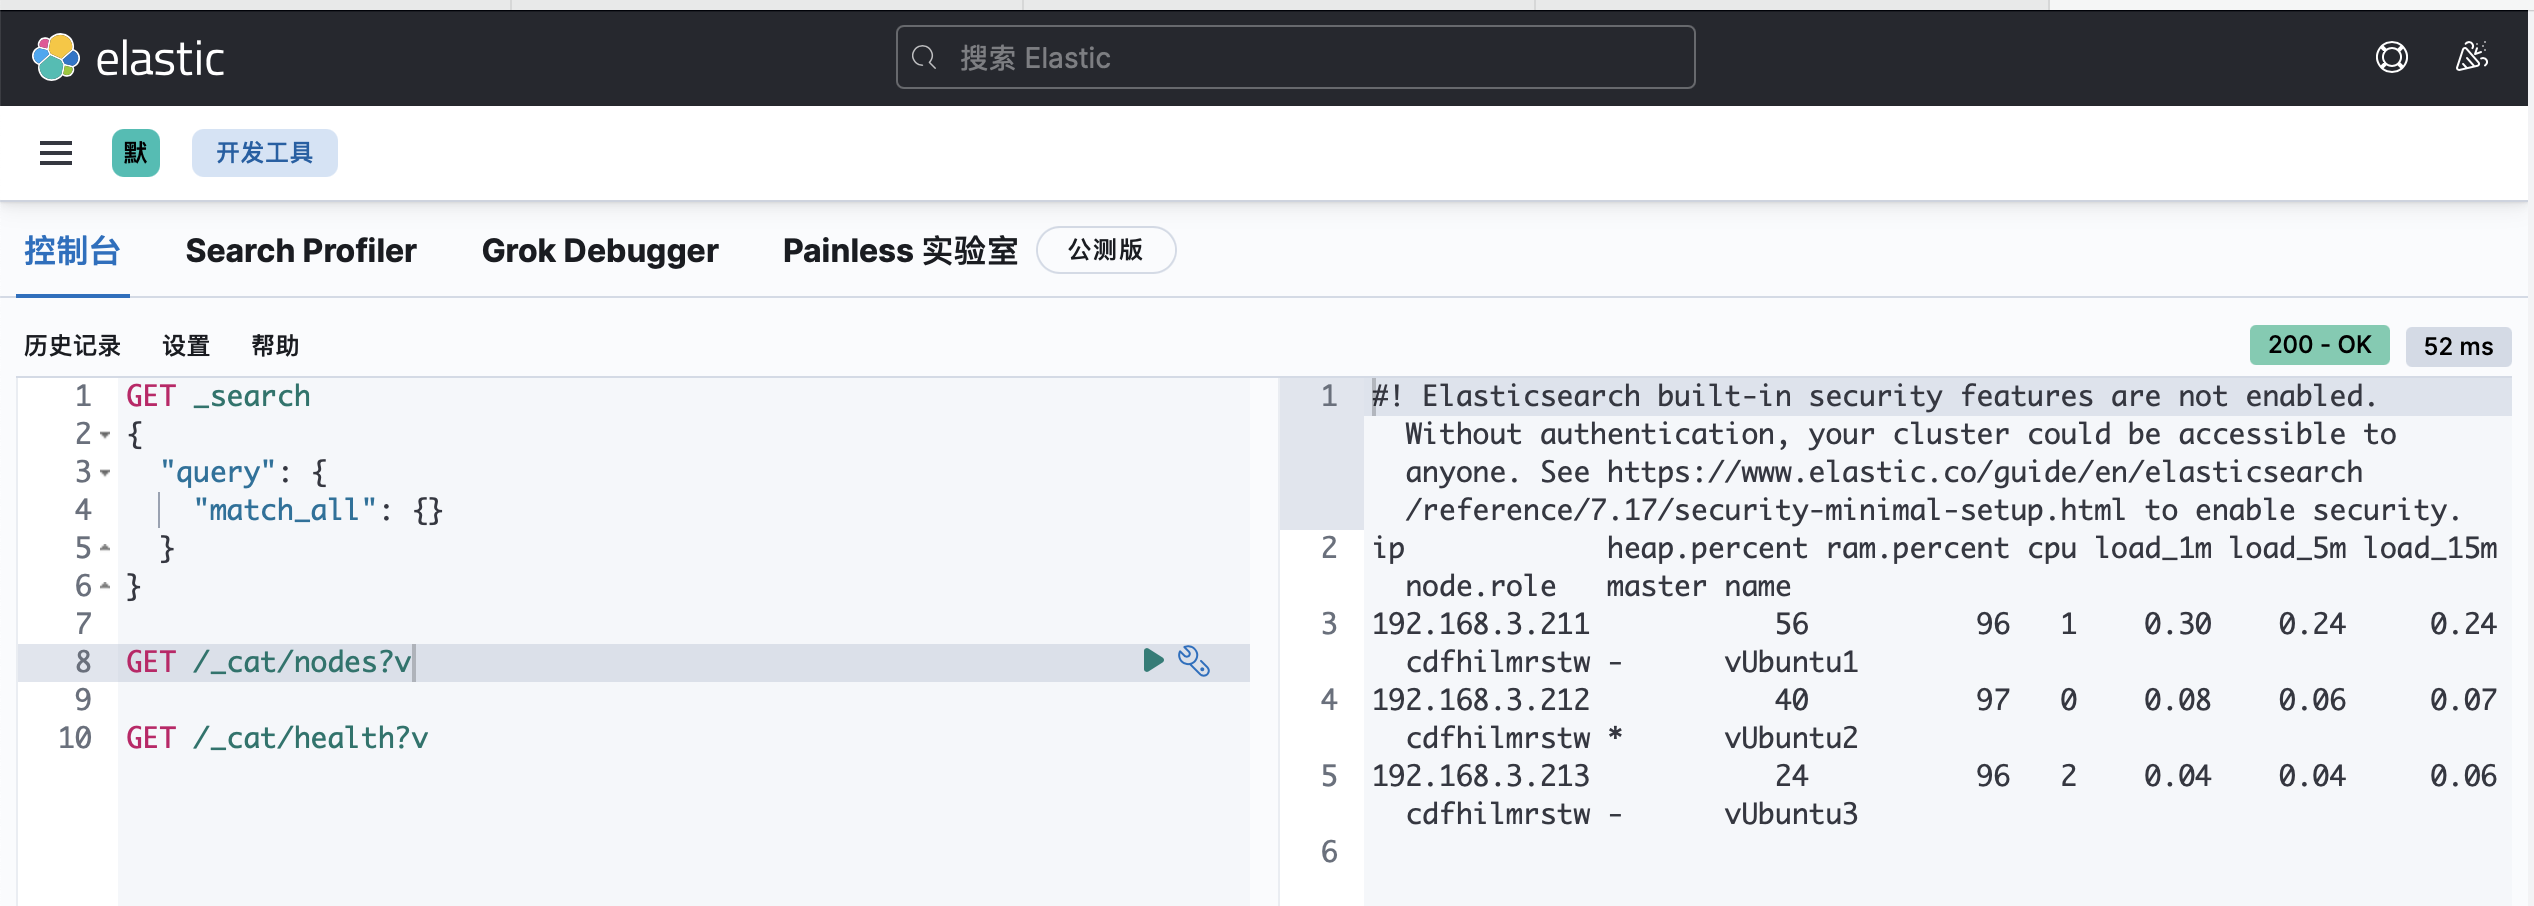 elastic
搜索 Elastic
默
开发工具
控制台 Search Profiler Grok Debugger Painless 实验室 公测版
历史记录 设置 帮助
200 - OK 52 ms
1 GET _search
2 {
3 "query": {
4 "match_all": {}
5 }
6 }
7
8 GET /_cat/nodes?v
9
10 GET /_cat/health?v
1 #! Elasticsearch built-in security features are not enabled.
Without authentication, your cluster could be accessible to
anyone. See https://www.elastic.co/guide/en/elasticsearch
/reference/7.17/security-minimal-setup.html to enable security.
2 ip heap.percent ram.percent cpu load_1m load_5m load_15m
node.role master name
3 192.168.3.211 56 96 1 0.30 0.24 0.24
cdfhilmrstw - vUbuntu1
4 192.168.3.212 40 97 0 0.08 0.06 0.07
cdfhilmrstw * vUbuntu2
5 192.168.3.213 24 96 2 0.04 0.04 0.06
cdfhilmrstw - vUbuntu3
6